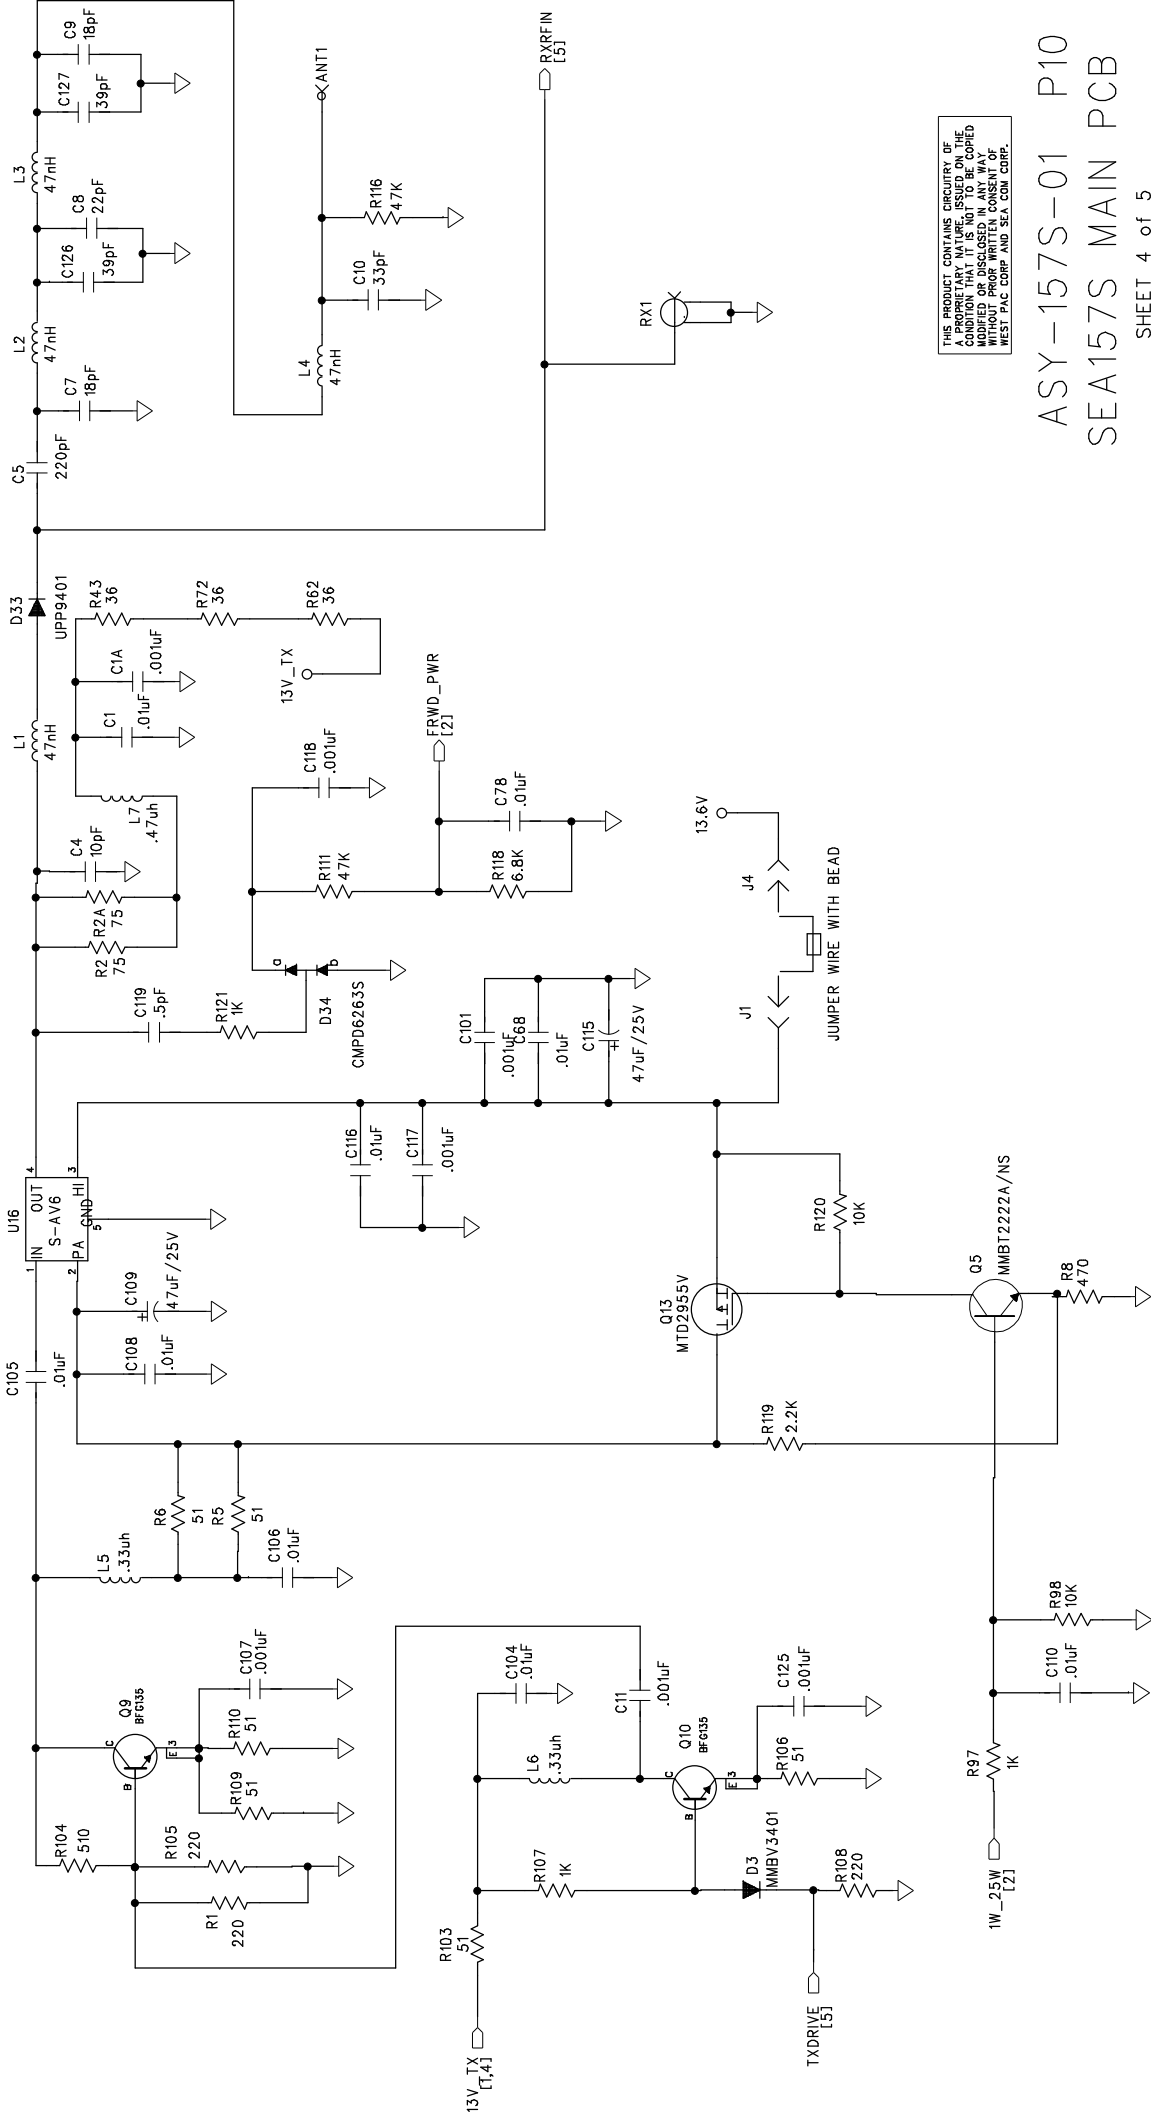 C9
18pF
C127
39pF
L3
47nH
C8
22pF
C126
39pF
L2
47nH
C7
18pF
C5
220pF
ANT1
R116
47K
C10
33pF
L4
47nH
RXRFIN
[5]
RX1
THIS PRODUCT CONTAINS CIRCUITRY OF
A PROPRIETARY NATURE, ISSUED ON THE
CONDITION THAT IT IS NOT TO BE COPIED
MODIFIED OR DISCLOSED IN ANY WAY
WITHOUT PRIOR WRITTEN CONSENT OF
WEST PAC CORP AND SEA COM CORP.
ASY-157S-01 P10
SEA157S MAIN PCB
SHEET 4 of 5
D33
UPP9401
R43
36
R72
36
R62
36
13V_TX
C1A
.001uF
C1
.01uF
L1
47nH
L7
.47uh
C4
10pF
R2A
75
R2
75
C118
.001uF
FRWD_PWR
[2]
C78
.01uF
R111
47K
R118
6.8K
C119
.5pF
R121
1K
D34
a
b
CMPD6263S
13.6V
J4
J1
JUMPER WIRE WITH BEAD
C101
.001uF
C68
.01uF
C115
+
47uF/25V
U16
S-AV6
1
IN
OUT
4
2
PA
HI
3
GND
5
C116
.01uF
C117
.001uF
C109
+
47uF/25V
C108
.01uF
C105
.01uF
R120
10K
Q13
MTD2955V
Q5
MMBT2222A/NS
R8
470
R119
2.2K
R6
51
R5
51
L5
.33uh
C106
.01uF
Q9
BFG135
C
B
E
3
C107
.001uF
R110
51
R109
51
R104
510
R105
220
R1
220
C104
.01uF
C11
.001uF
L6
.33uh
Q10
BFG135
C
B
E
3
C125
.001uF
R106
51
R107
1K
D3
MMBV3401
R108
220
R103
51
13V_TX
[1,4]
TXDRIVE
[5]
R98
10K
C110
.01uF
R97
1K
1W_25W
[2]